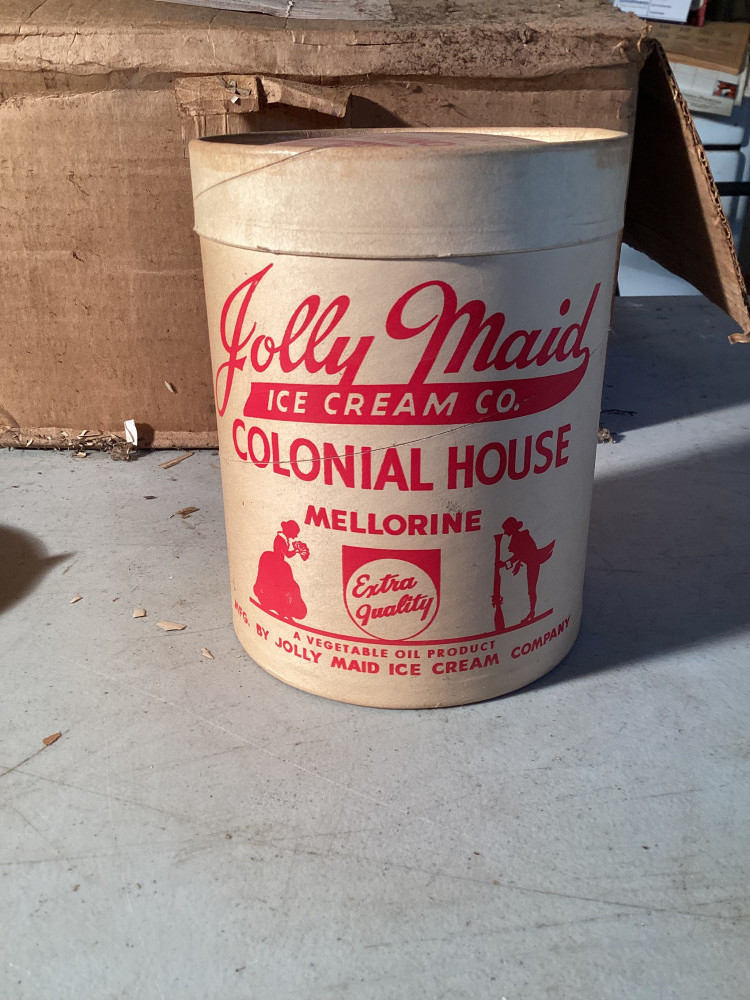 Jolly Maid
ICE CREAM CO.
COLONIAL HOUSE
MELLORINE
Extra
Quality
A VEGETABLE OIL PRODUCT
MFG. BY JOLLY MAID ICE CREAM COMPANY